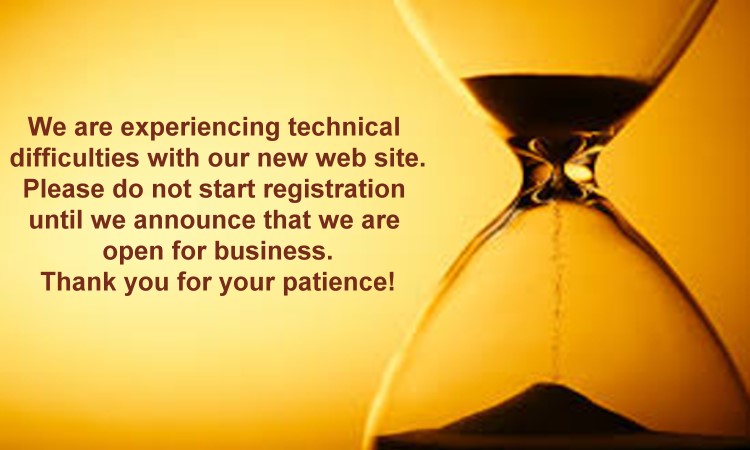 We are experiencing technical
difficulties with our new web site.
Please do not start registration
until we announce that we are
open for business.
Thank you for your patience!